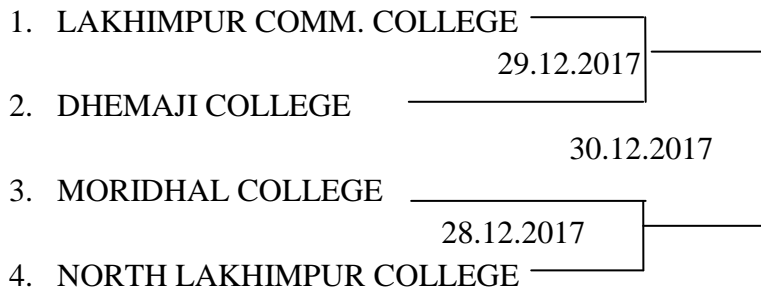 1. LAKHIMPUR COMM. COLLEGE
29.12.2017
2. DHEMAJI COLLEGE
30.12.2017
3. MORIDHAL COLLEGE
28.12.2017
4. NORTH LAKHIMPUR COLLEGE